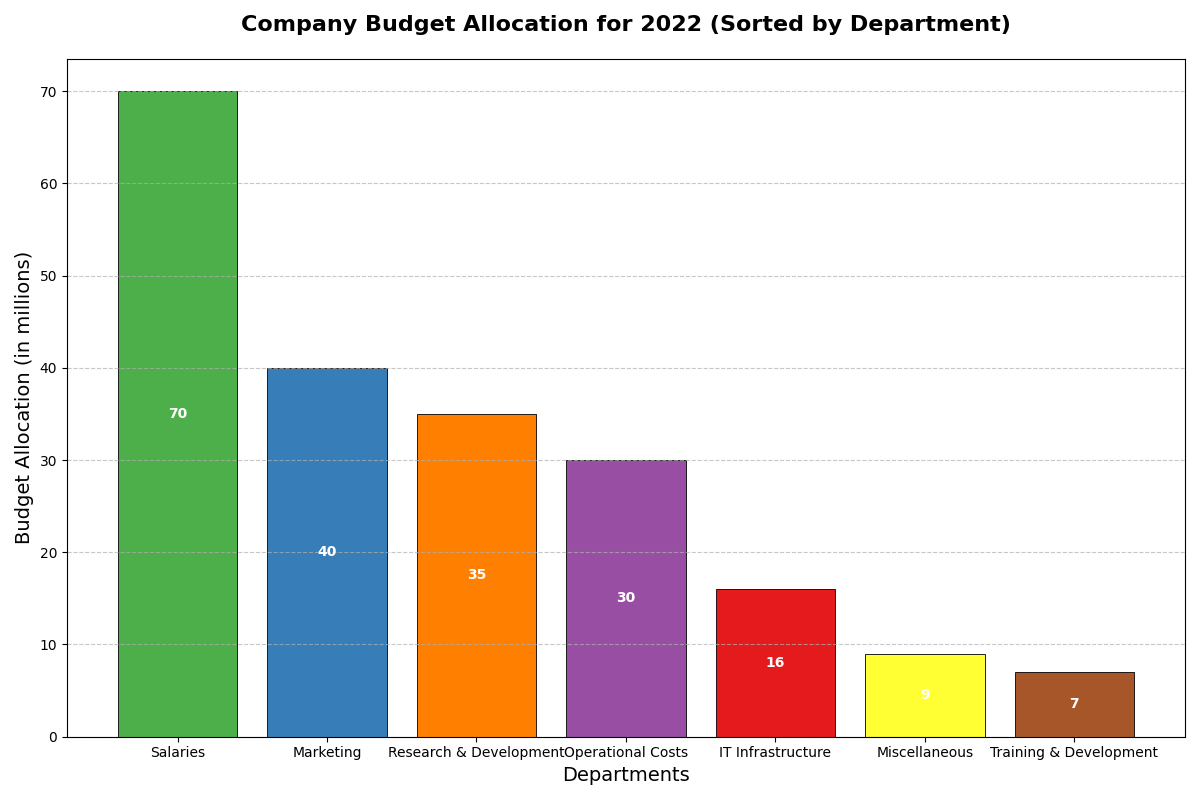 Company Budget Allocation for 2022 (Sorted by Department)
Budget Allocation (in millions)
70
60
50
40
30
20
10
0
70
40
35
30
16
9
7
Salaries
Marketing
Research & Development
Operational Costs
IT Infrastructure
Miscellaneous
Training & Development
Departments